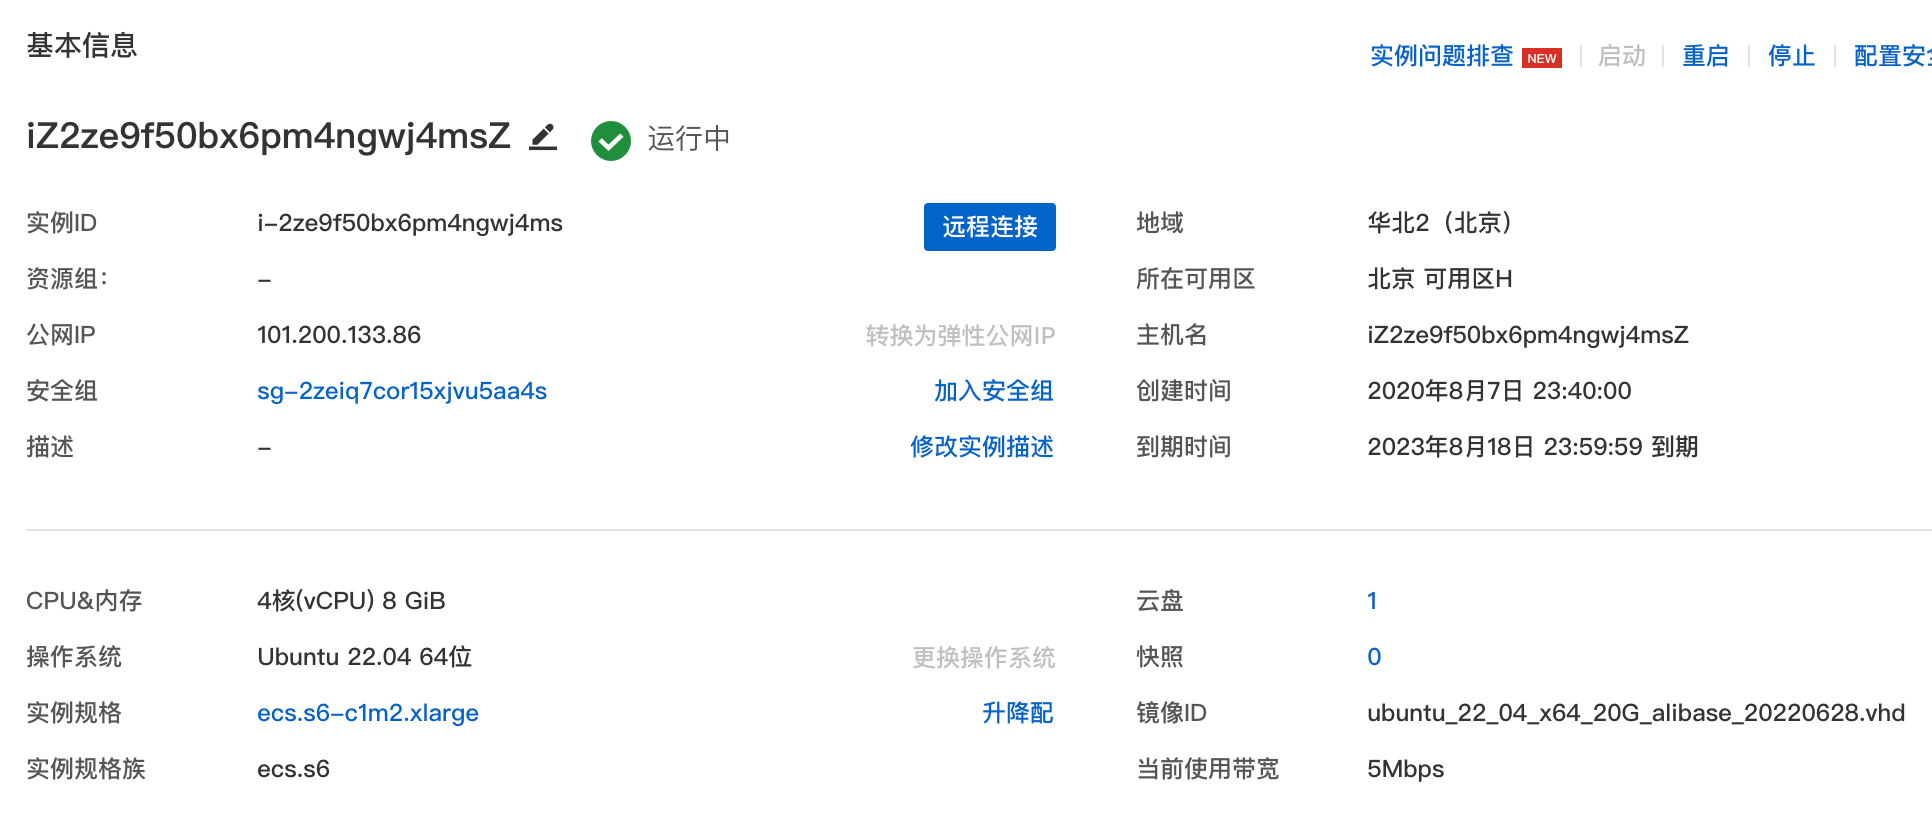 基本信息
实例问题排查 NEW 启动 重启 停止 配置安
iZ2ze9f50bx6pm4ngwj4msZ 运行中
实例ID i-2ze9f50bx6pm4ngwj4ms 远程连接 地域 华北2（北京）
资源组： – 所在可用区 北京 可用区H
公网IP 101.200.133.86 转换为弹性公网IP 主机名 iZ2ze9f50bx6pm4ngwj4msZ
安全组 sg-2zeiq7cor15xjvu5aa4s 加入安全组 创建时间 2020年8月7日 23:40:00
描述 – 修改实例描述 到期时间 2023年8月18日 23:59:59 到期
CPU&内存 4核(vCPU) 8 GiB 云盘 1
操作系统 Ubuntu 22.04 64位 更换操作系统 快照 0
实例规格 ecs.s6-c1m2.xlarge 升降配 镜像ID ubuntu_22_04_x64_20G_alibase_20220628.vhd
实例规格族 ecs.s6 当前使用带宽 5Mbps